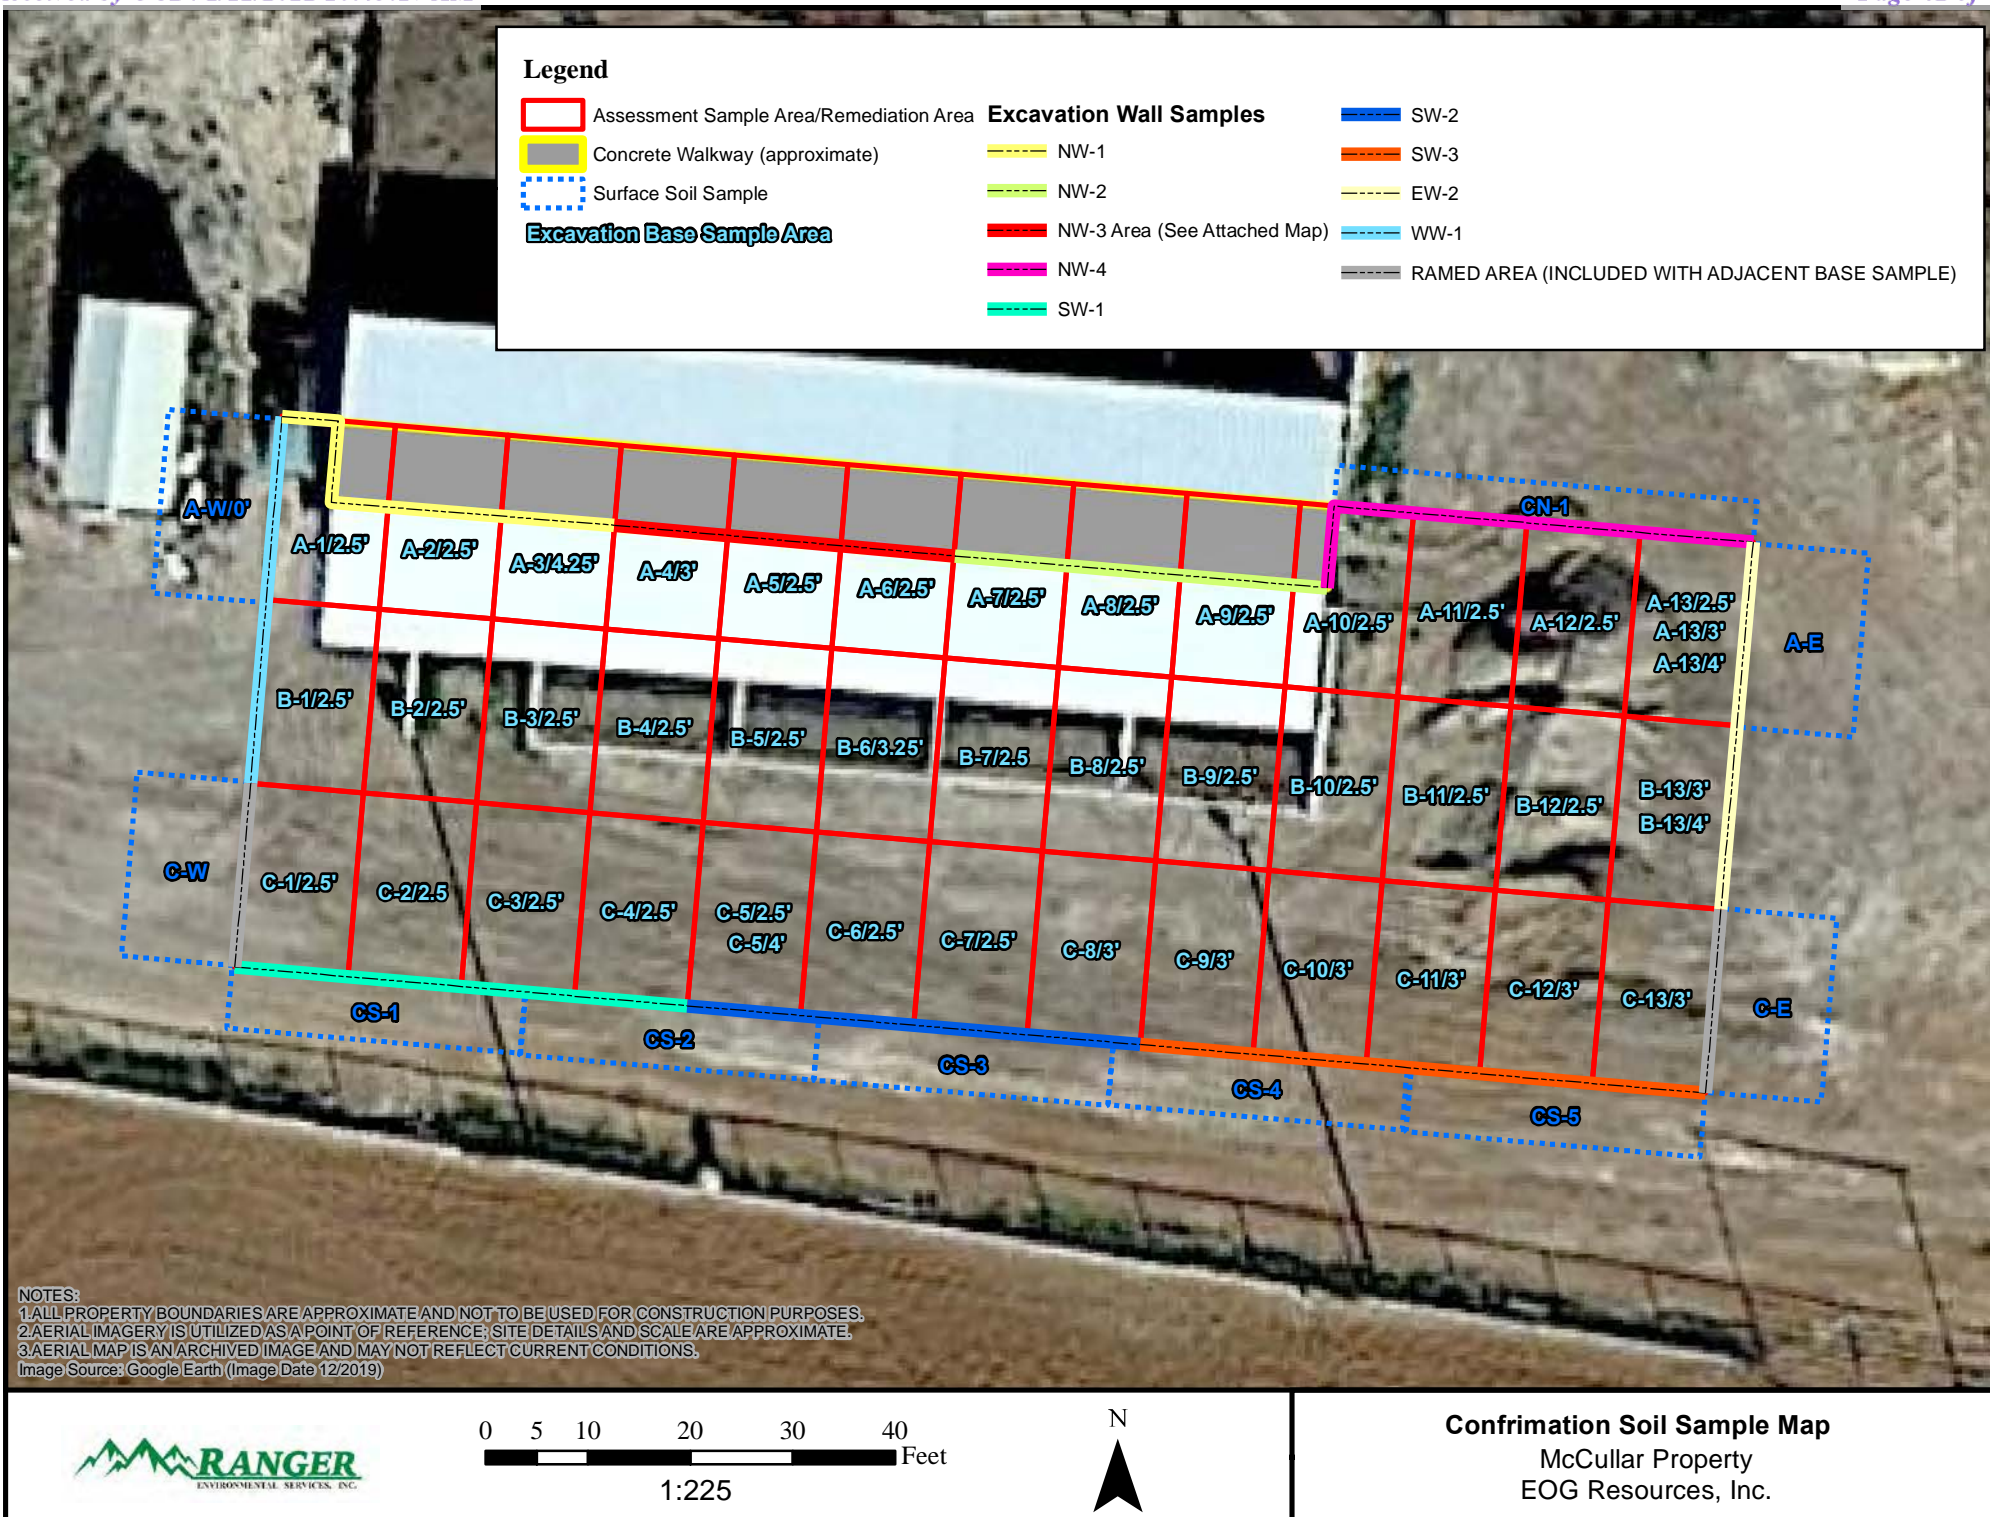 Legend
Assessment Sample Area/Remediation Area
Concrete Walkway (approximate)
Surface Soil Sample
Excavation Base Sample Area
Excavation Wall Samples
NW-1
NW-2
NW-3 Area (See Attached Map)
NW-4
SW-1
SW-2
SW-3
EW-2
WW-1
RAMED AREA (INCLUDED WITH ADJACENT BASE SAMPLE)
CN-1
A-W/0'
A-1/2.5'
A-2/2.5'
A-3/4.25'
A-4/3'
A-5/2.5'
A-6/2.5'
A-7/2.5'
A-8/2.5'
A-9/2.5'
A-10/2.5'
A-11/2.5'
A-12/2.5'
A-13/2.5'
A-13/3'
A-13/4'
A-E
B-1/2.5'
B-2/2.5'
B-3/2.5'
B-4/2.5'
B-5/2.5'
B-6/3.25'
B-7/2.5
B-8/2.5'
B-9/2.5'
B-10/2.5'
B-11/2.5'
B-12/2.5'
B-13/3'
B-13/4'
C-W
C-1/2.5'
C-2/2.5
C-3/2.5'
C-4/2.5'
C-5/2.5'
C-5/4'
C-6/2.5'
C-7/2.5'
C-8/3'
C-9/3'
C-10/3'
C-11/3'
C-12/3'
C-13/3'
C-E
CS-1
CS-2
CS-3
CS-4
CS-5
NOTES:
1.ALL PROPERTY BOUNDARIES ARE APPROXIMATE AND NOT TO BE USED FOR CONSTRUCTION PURPOSES.
2.AERIAL IMAGERY IS UTILIZED AS A POINT OF REFERENCE; SITE DETAILS AND SCALE ARE APPROXIMATE.
3.AERIAL MAP IS AN ARCHIVED IMAGE AND MAY NOT REFLECT CURRENT CONDITIONS.
Image Source: Google Earth (Image Date 12/2019)
RANGER
ENVIRONMENTAL SERVICES, INC.
0 5 10 20 30 40
Feet
1:225
N
Confrimation Soil Sample Map
McCullar Property
EOG Resources, Inc.